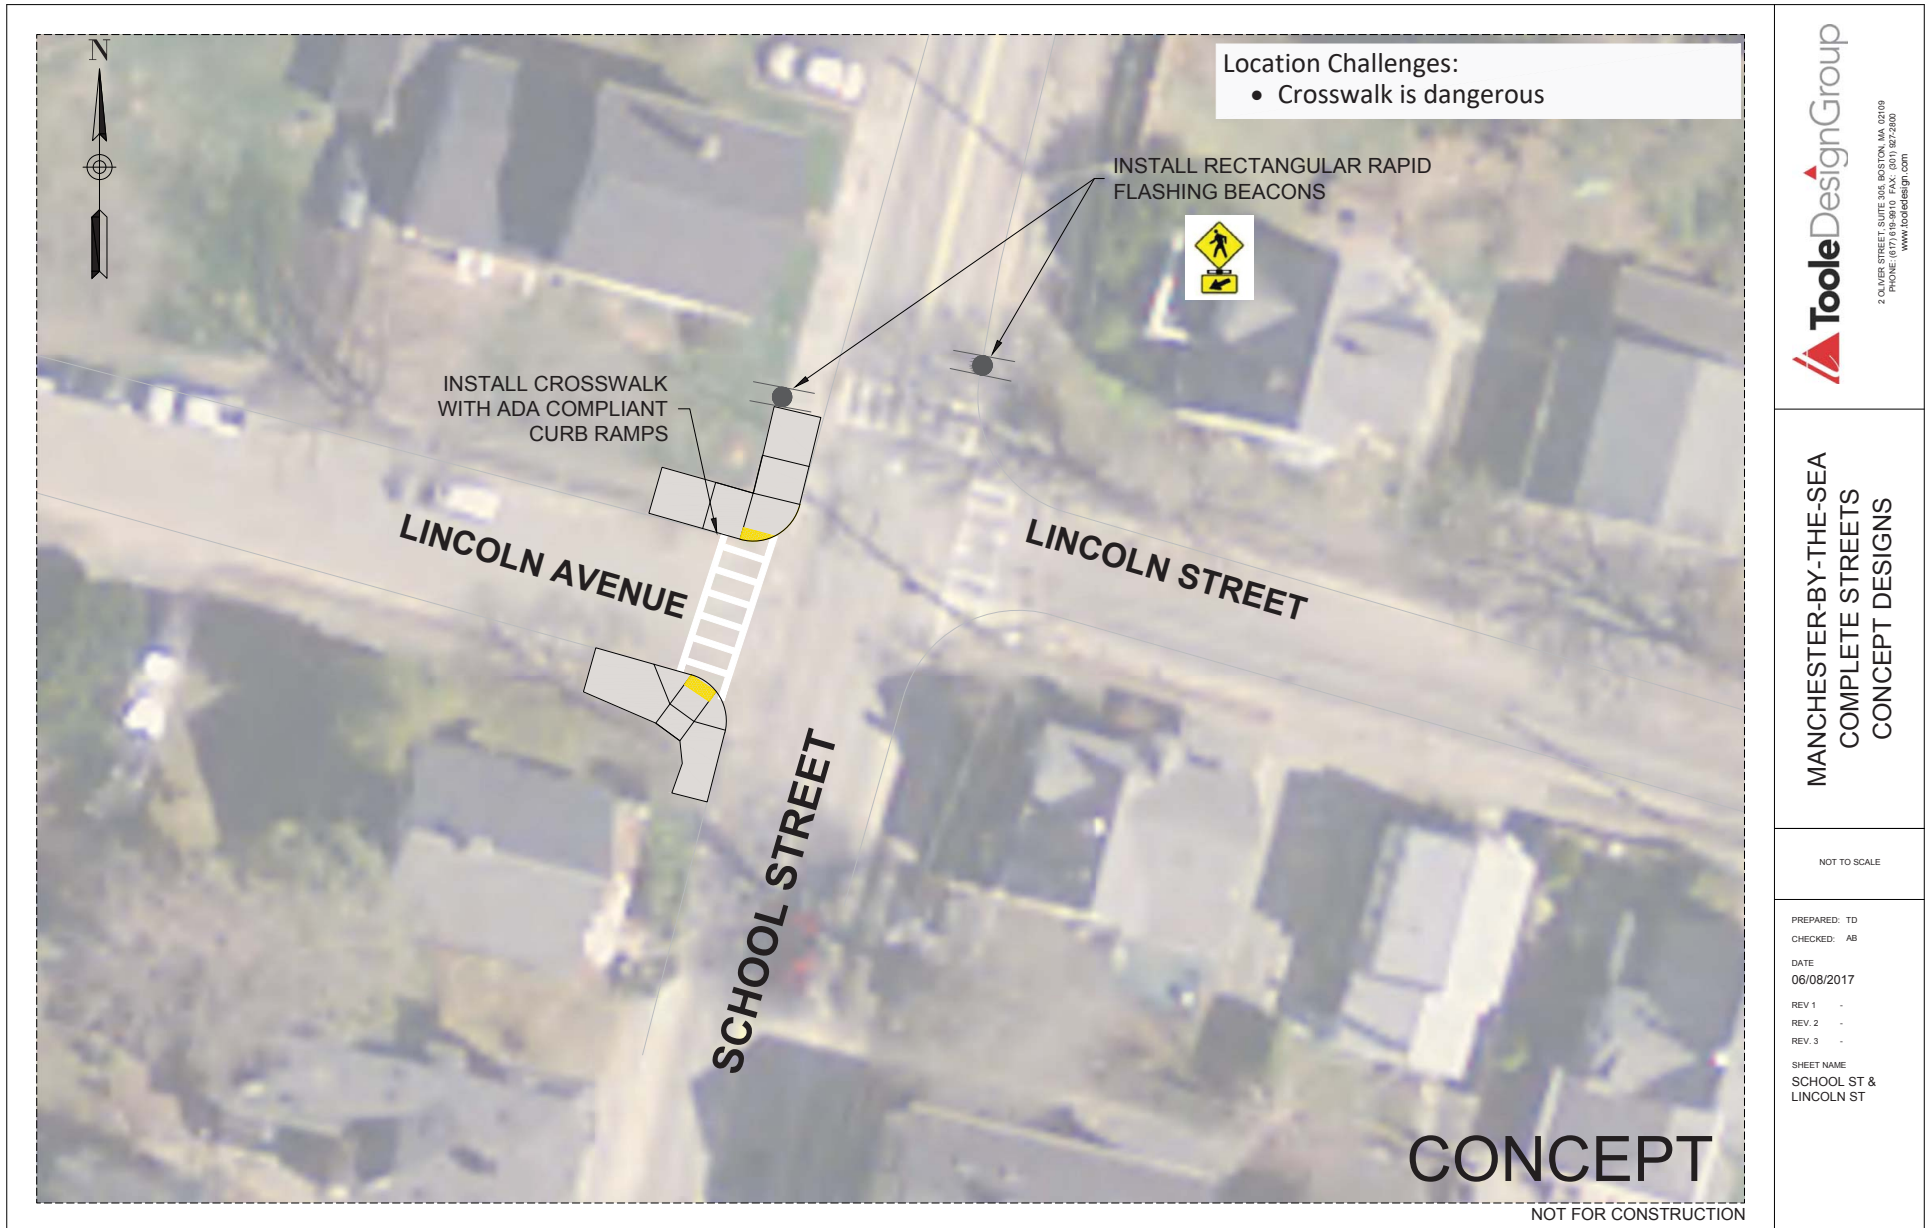 N
Location Challenges:
• Crosswalk is dangerous
INSTALL RECTANGULAR RAPID
FLASHING BEACONS
INSTALL CROSSWALK
WITH ADA COMPLIANT
CURB RAMPS
LINCOLN AVENUE
LINCOLN STREET
SCHOOL STREET
CONCEPT
NOT FOR CONSTRUCTION
TooleDesignGroup
2 OLIVER STREET, SUITE 305, BOSTON, MA 02109
PHONE: (617) 619-9910 FAX: (301) 927-2800
www.tooledesign.com
MANCHESTER-BY-THE-SEA
COMPLETE STREETS
CONCEPT DESIGNS
NOT TO SCALE
PREPARED: TD
CHECKED: AB
DATE
06/08/2017
REV 1 -
REV. 2 -
REV. 3 -
SHEET NAME
SCHOOL ST &
LINCOLN ST